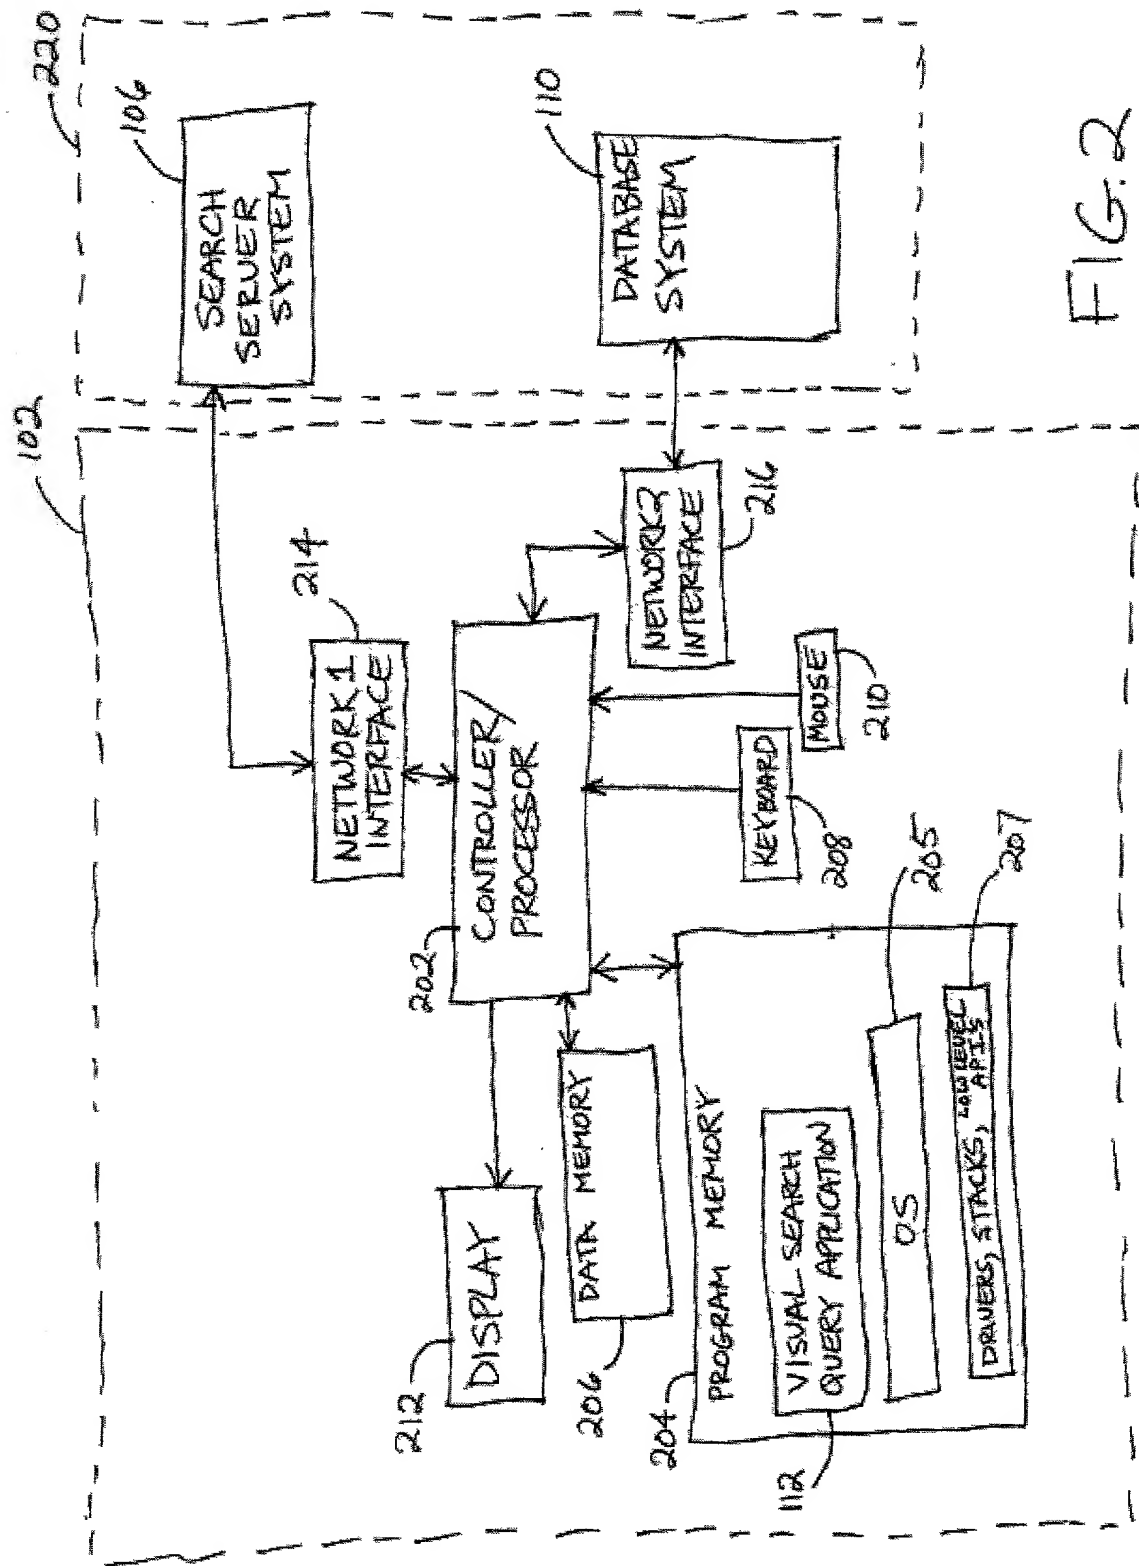 102
220
212
DISPLAY
206
DATA MEMORY
204
PROGRAM MEMORY
112
VISUAL SEARCH
QUERY APPLICATION
OS
205
DRIVERS, STACKS, LOW LEVEL
APIS
207
202
CONTROLLER/
PROCESSOR
KEYBOARD
208
MOUSE
210
214
NETWORK 1
INTERFACE
NETWORK 2
INTERFACE
216
106
SEARCH
SERVER
SYSTEM
110
DATABASE
SYSTEM
FIG. 2